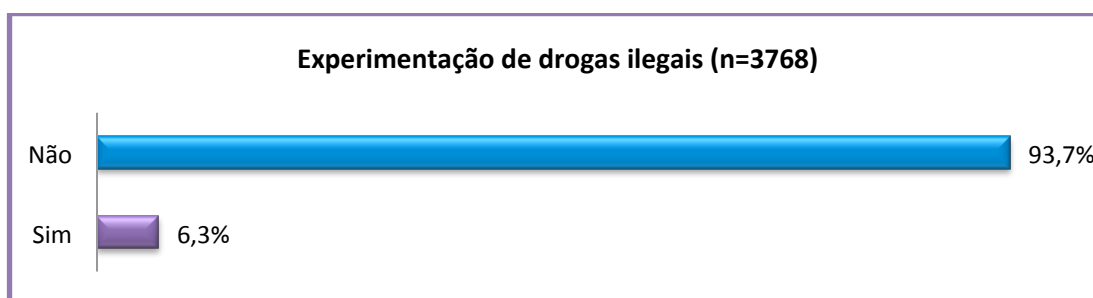 Experimentação de drogas ilegais (n=3768)
Não 93,7%
Sim 6,3%